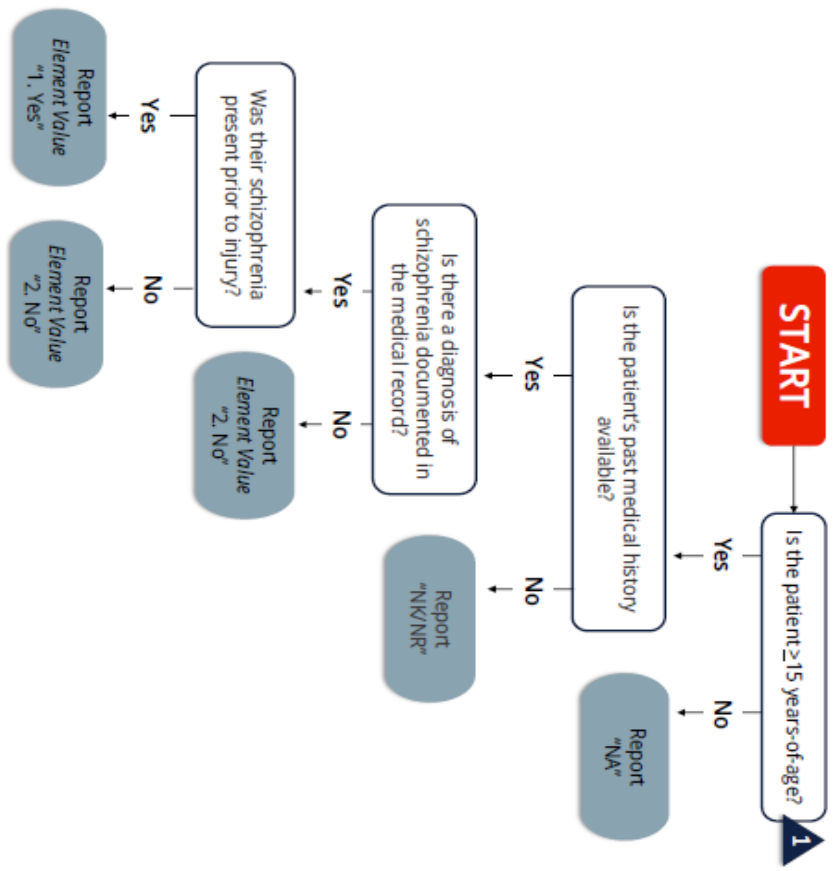 START
Is the patient >15 years-of-age?
1
Yes
No
Is the patient's past medical history
available?
Report
"NA"
Yes
No
Is there a diagnosis of
schizophrenia documented in
the medical record?
Report
"NK/NR"
Yes
No
Was their schizophrenia
present prior to injury?
Report
Element Value
"2. No"
Yes
No
Report
Element Value
"1. Yes"
Report
Element Value
"2. No"